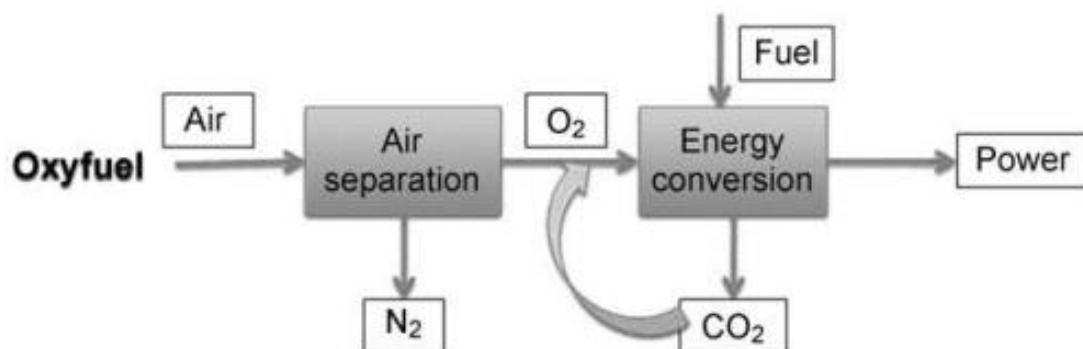 Oxyfuel
Air
Air
separation
N₂
O₂
Fuel
Energy
conversion
CO₂
Power